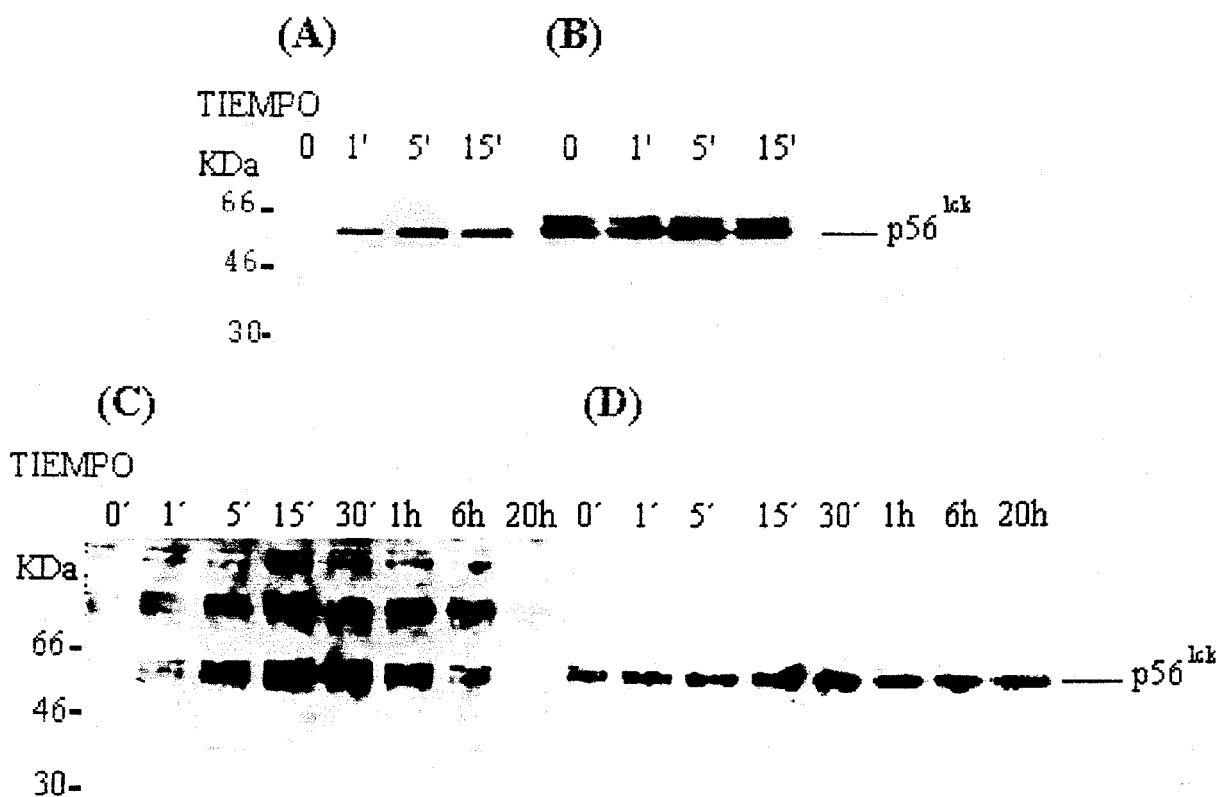 (A) (B)
TIEMPO
0 1' 5' 15' 0 1' 5' 15'
KDa
66-
p56lck
46-
30-
(C) (D)
TIEMPO
0´ 1´ 5´ 15´ 30´ 1h 6h 20h 0´ 1´ 5´ 15´ 30´ 1h 6h 20h
KDa
66-
p56lck
46-
30-